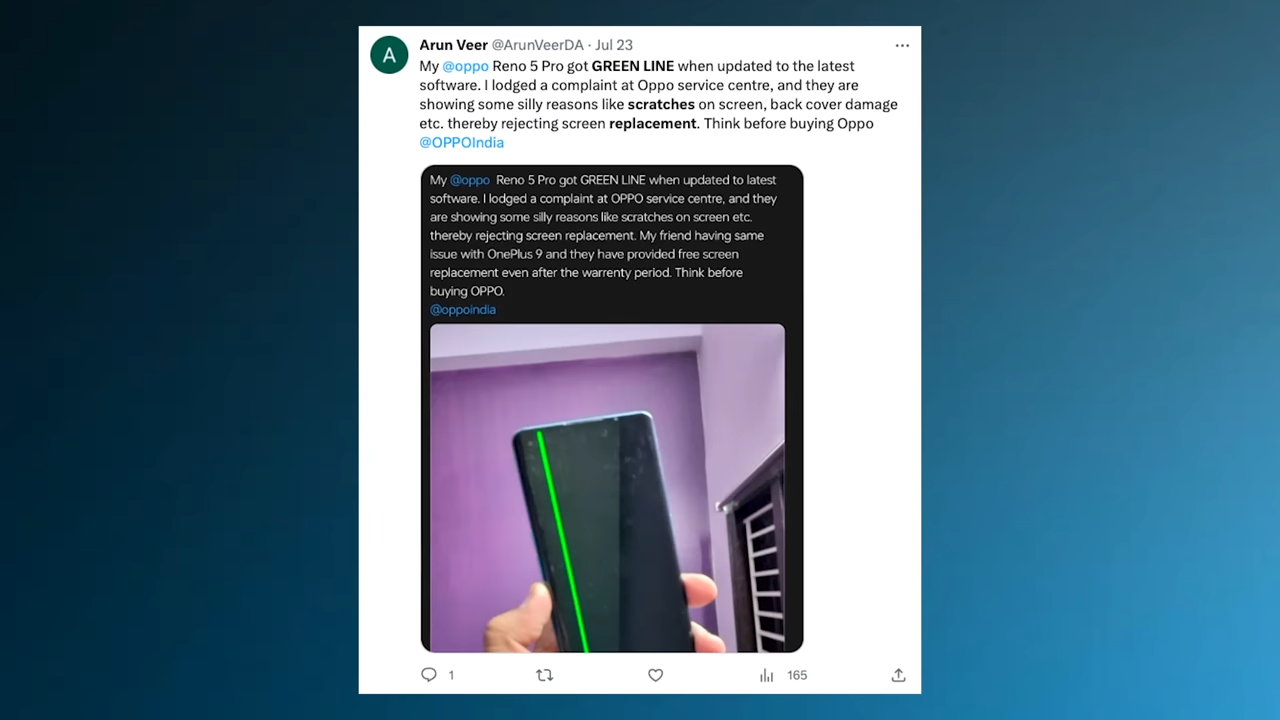 A
Arun Veer @ArunVeerDA · Jul 23
My @oppo Reno 5 Pro got GREEN LINE when updated to the latest
software. I lodged a complaint at Oppo service centre, and they are
showing some silly reasons like scratches on screen, back cover damage
etc. thereby rejecting screen replacement. Think before buying Oppo
@OPPOIndia
My @oppo Reno 5 Pro got GREEN LINE when updated to latest
software. I lodged a complaint at OPPO service centre, and they
are showing some silly reasons like scratches on screen etc.
thereby rejecting screen replacement. My friend having same
issue with OnePlus 9 and they have provided free screen
replacement even after the warrenty period. Think before
buying OPPO.
@oppoindia
1
165